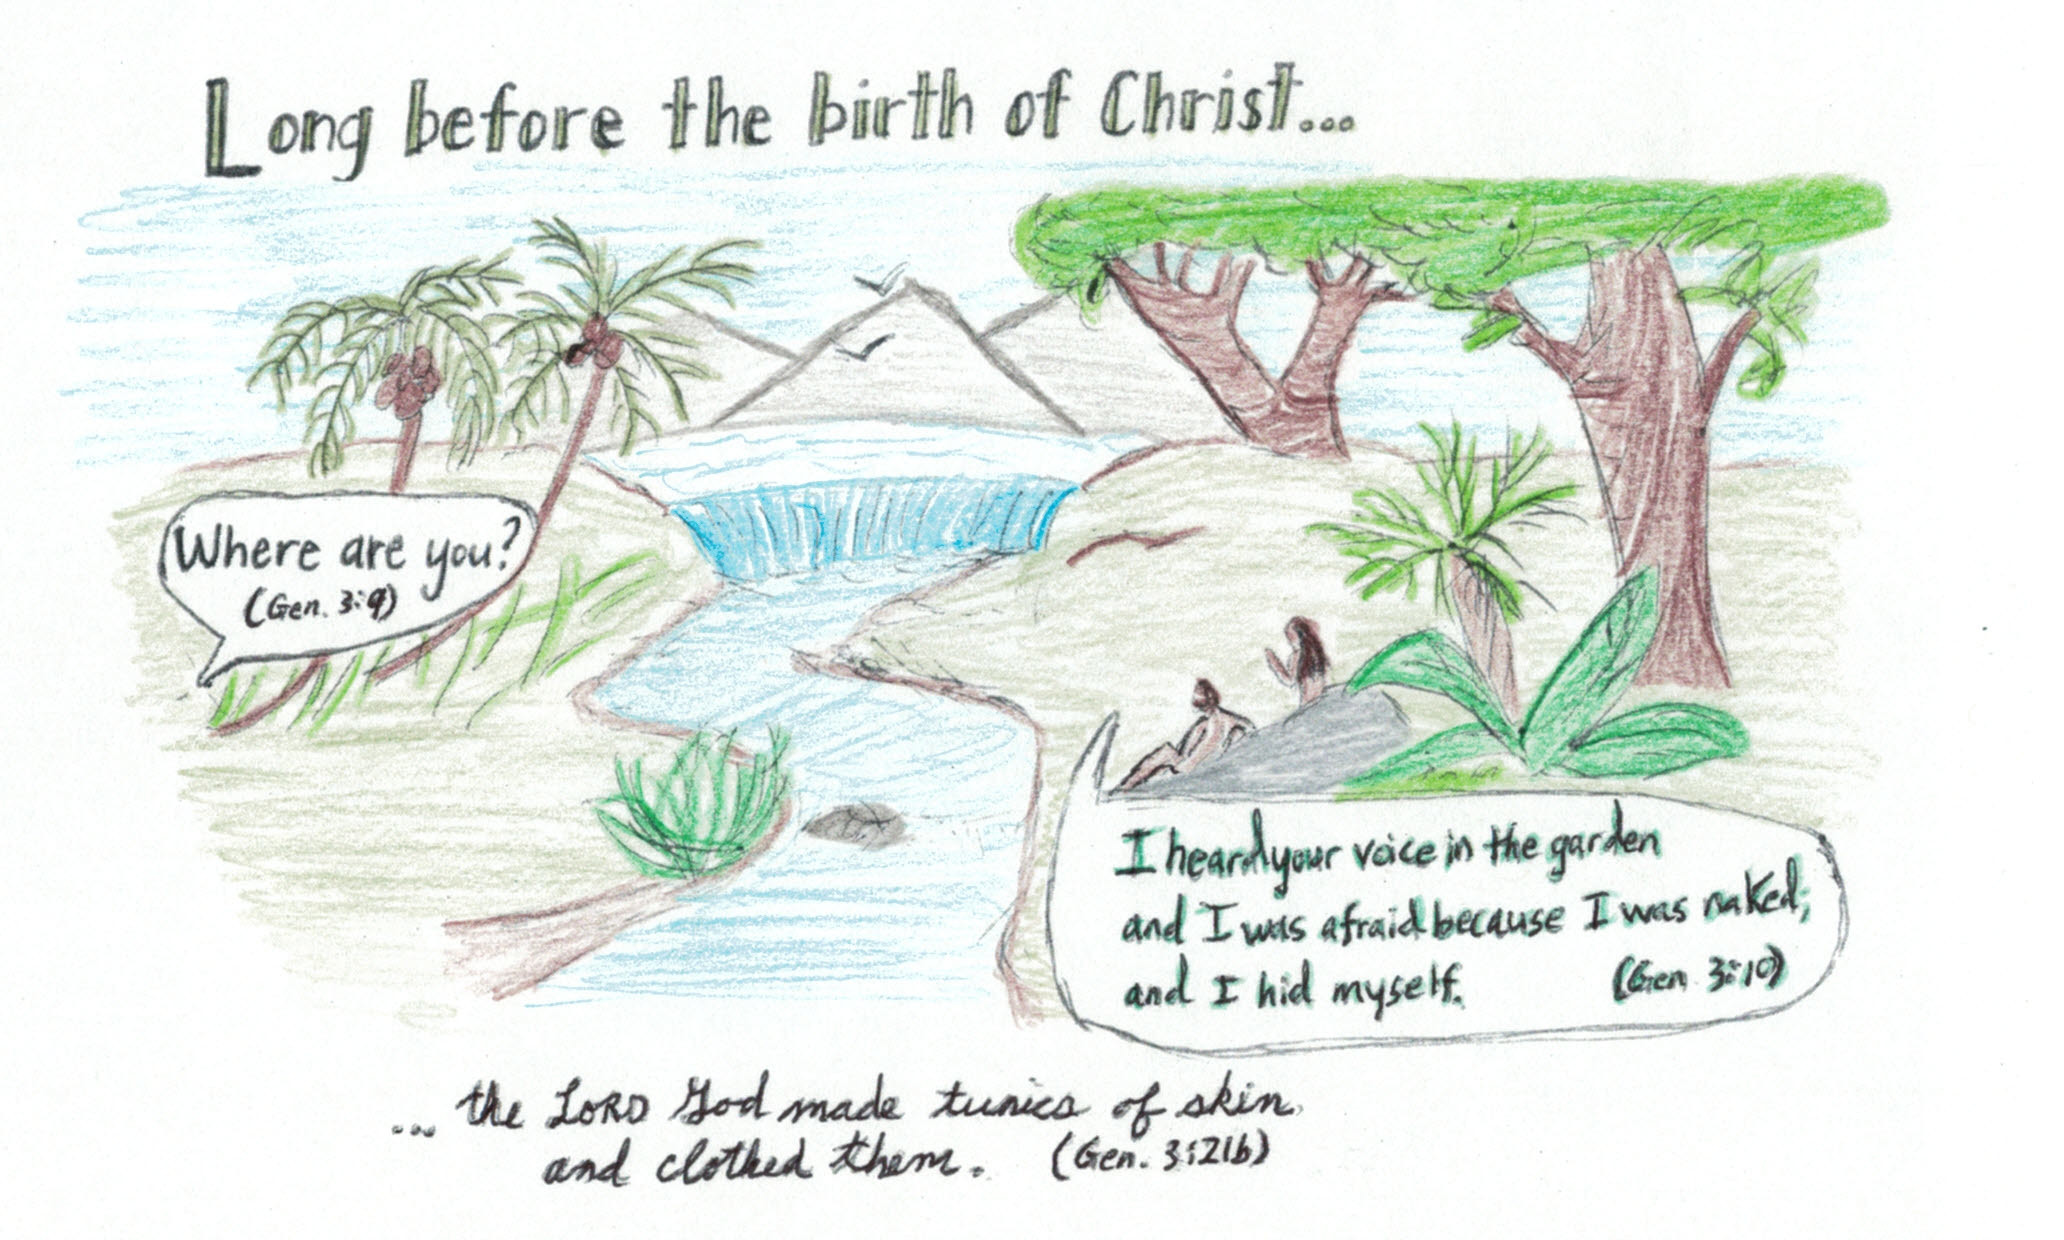 Long before the birth of Christ...
Where are you?
(Gen. 3:9)
I heard your voice in the garden
and I was afraid because I was naked;
and I hid myself. (Gen. 3:10)
... the LORD God made tunics of skin,
and clothed them. (Gen. 3:21b)